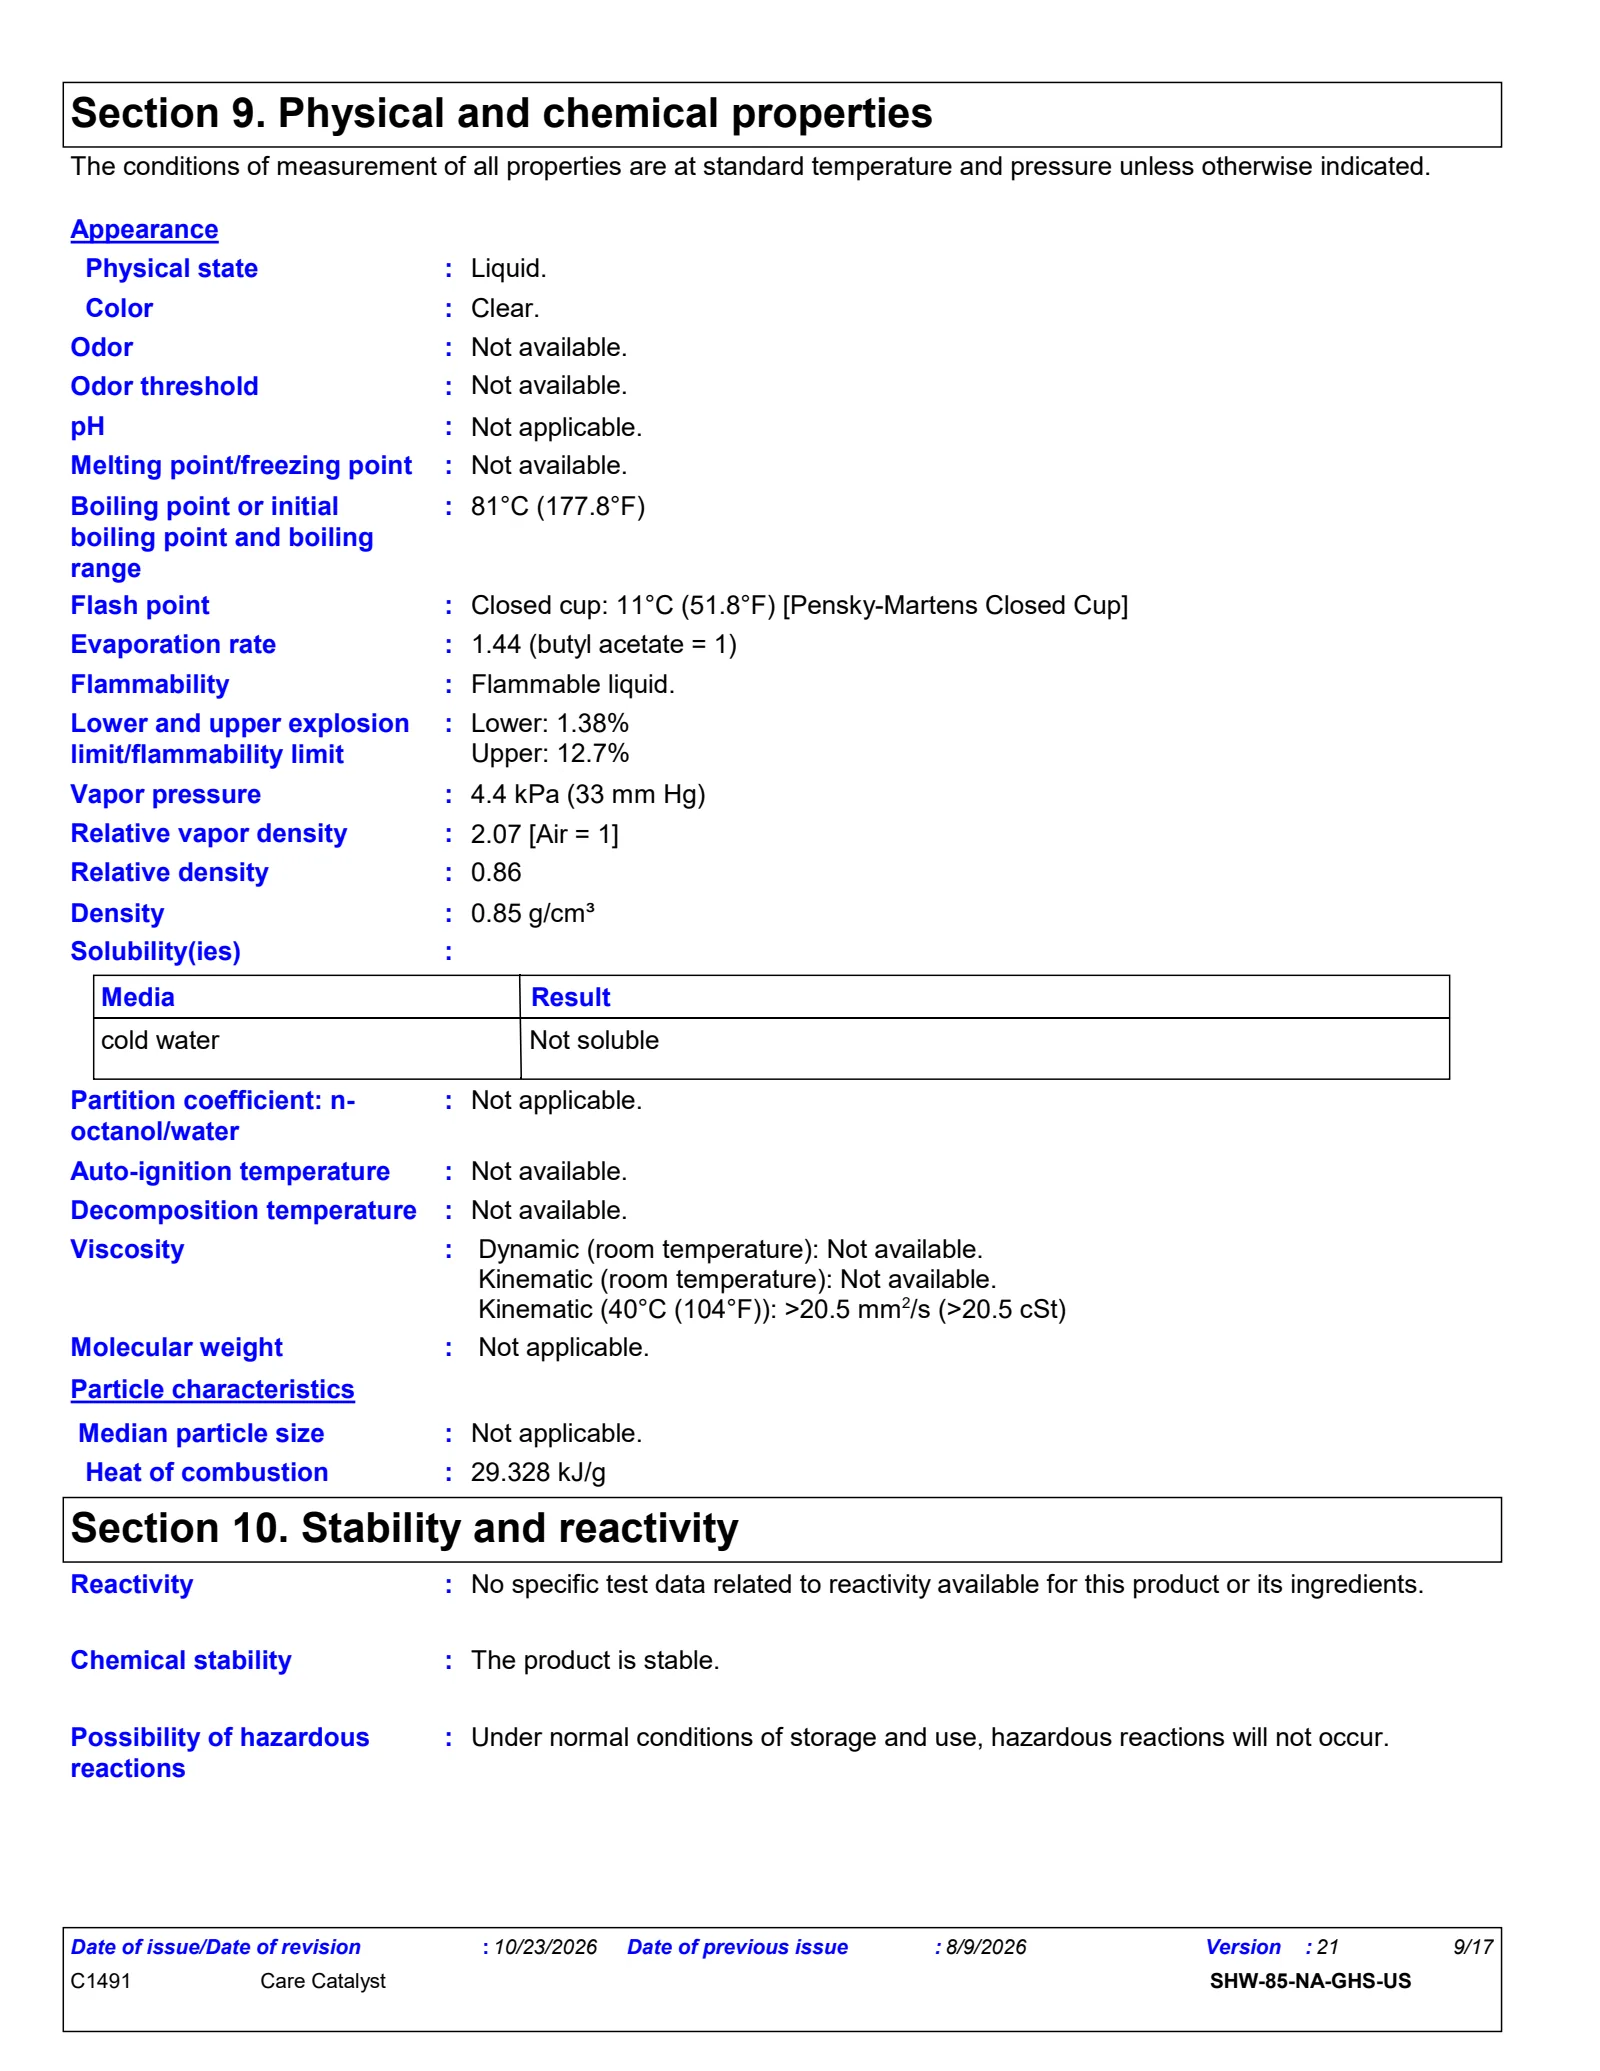 Section 9. Physical and chemical properties
The conditions of measurement of all properties are at standard temperature and pressure unless otherwise indicated.
Appearance
Physical state : Liquid.
Color : Clear.
Odor : Not available.
Odor threshold : Not available.
pH : Not applicable.
Melting point/freezing point : Not available.
Boiling point or initial : 81°C (177.8°F)
boiling point and boiling
range
Flash point : Closed cup: 11°C (51.8°F) [Pensky-Martens Closed Cup]
Evaporation rate : 1.44 (butyl acetate = 1)
Flammability : Flammable liquid.
Lower and upper explosion : Lower: 1.38%
limit/flammability limit Upper: 12.7%
Vapor pressure : 4.4 kPa (33 mm Hg)
Relative vapor density : 2.07 [Air = 1]
Relative density : 0.86
Density : 0.85 g/cm³
Solubility(ies) :
Media Result
cold water Not soluble
Partition coefficient: n- : Not applicable.
octanol/water
Auto-ignition temperature : Not available.
Decomposition temperature : Not available.
Viscosity : Dynamic (room temperature): Not available.
Kinematic (room temperature): Not available.
Kinematic (40°C (104°F)): >20.5 mm²/s (>20.5 cSt)
Molecular weight : Not applicable.
Particle characteristics
Median particle size : Not applicable.
Heat of combustion : 29.328 kJ/g
Section 10. Stability and reactivity
Reactivity : No specific test data related to reactivity available for this product or its ingredients.
Chemical stability : The product is stable.
Possibility of hazardous : Under normal conditions of storage and use, hazardous reactions will not occur.
reactions
Date of issue/Date of revision : 10/23/2026 Date of previous issue : 8/9/2026 Version : 21 9/17
C1491 Care Catalyst SHW-85-NA-GHS-US